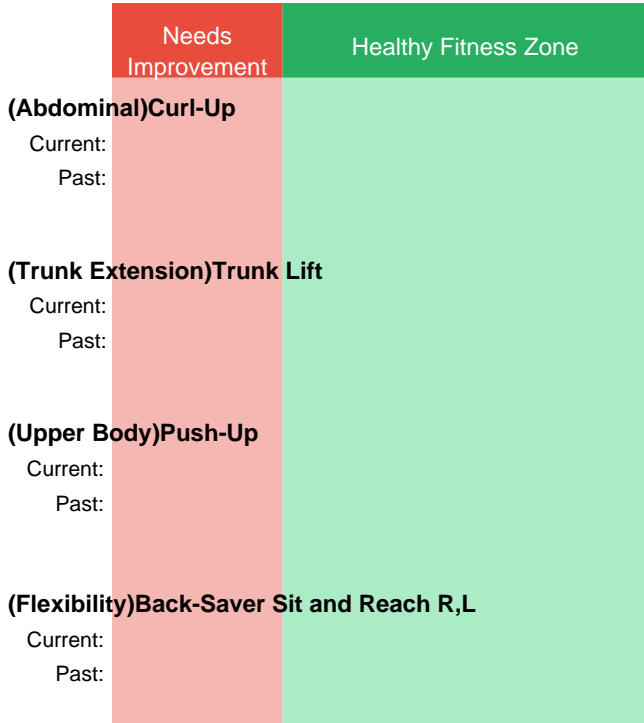 Needs
Improvement
Healthy Fitness Zone
(Abdominal)Curl-Up
Current:
Past:
(Trunk Extension)Trunk Lift
Current:
Past:
(Upper Body)Push-Up
Current:
Past:
(Flexibility)Back-Saver Sit and Reach R,L
Current:
Past: